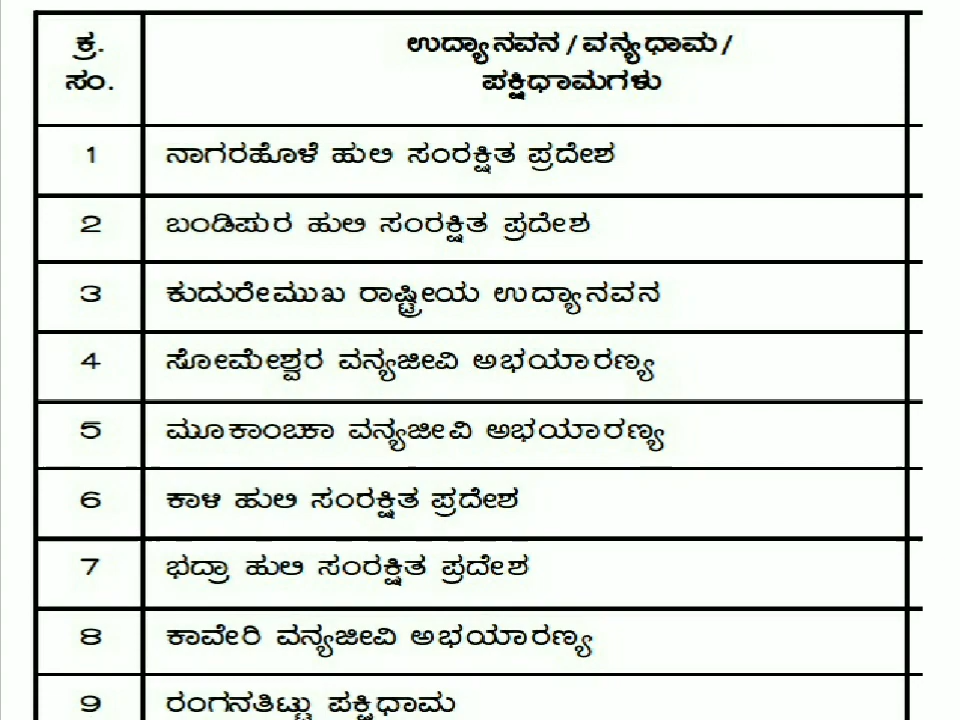 ಕ್ರ. ಸಂ. ಉದ್ಯಾನವನ/ವನ್ಯಧಾಮ/ ಪಕ್ಷಿಧಾಮಗಳು
1 ನಾಗರಹೊಳೆ ಹುಲಿ ಸಂರಕ್ಷಿತ ಪ್ರದೇಶ
2 ಬಂಡಿಪುರ ಹುಲಿ ಸಂರಕ್ಷಿತ ಪ್ರದೇಶ
3 ಕುದುರೇಮುಖ ರಾಷ್ಟ್ರೀಯ ಉದ್ಯಾನವನ
4 ಸೋಮೇಶ್ವರ ವನ್ಯಜೀವಿ ಅಭಯಾರಣ್ಯ
5 ಮೂಕಾಂಬಿಕಾ ವನ್ಯಜೀವಿ ಅಭಯಾರಣ್ಯ
6 ಕಾಳಿ ಹುಲಿ ಸಂರಕ್ಷಿತ ಪ್ರದೇಶ
7 ಭದ್ರಾ ಹುಲಿ ಸಂರಕ್ಷಿತ ಪ್ರದೇಶ
8 ಕಾವೇರಿ ವನ್ಯಜೀವಿ ಅಭಯಾರಣ್ಯ
9 ರಂಗನತಿಟ್ಟು ಪಕ್ಷಿಧಾಮ